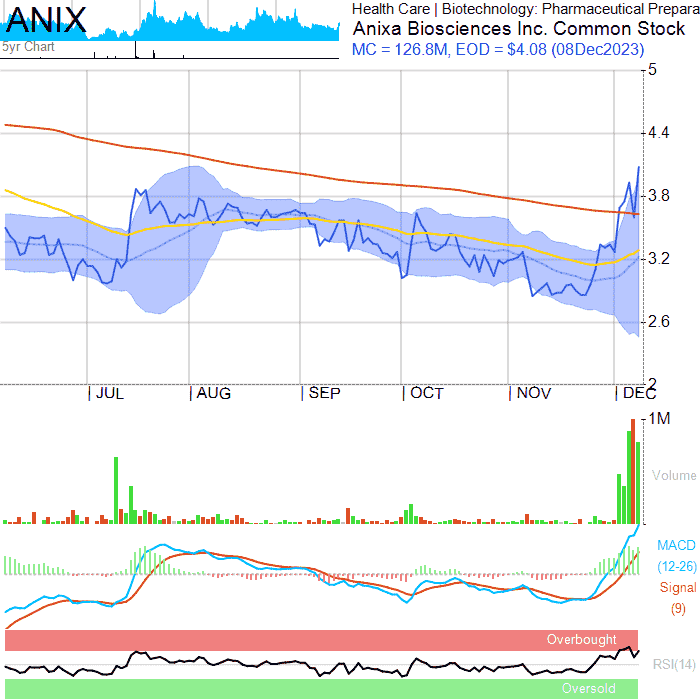 ANIX
5yr Chart
Health Care | Biotechnology: Pharmaceutical Prepara
Anixa Biosciences Inc. Common Stock
MC = 126.8M, EOD = $4.08 (08Dec2023)
5
4.4
3.8
3.2
2.6
2
JUL AUG SEP OCT NOV DEC
1M
Volume
MACD
(12-26)
Signal
(9)
Overbought
RSI(14)
Oversold